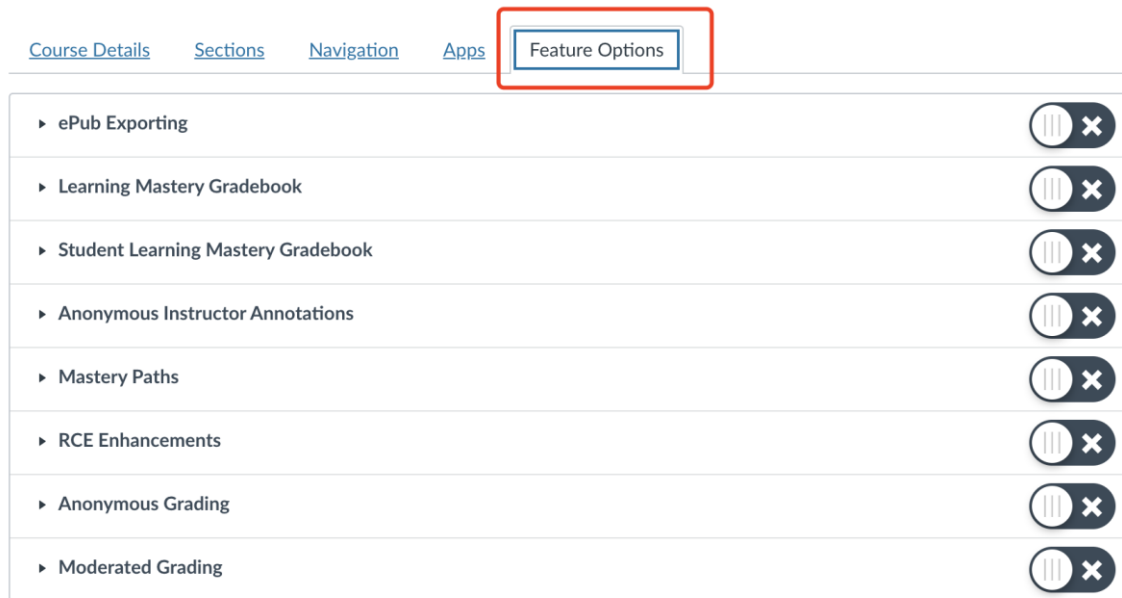 Course Details Sections Navigation Apps Feature Options
ePub Exporting
Learning Mastery Gradebook
Student Learning Mastery Gradebook
Anonymous Instructor Annotations
Mastery Paths
RCE Enhancements
Anonymous Grading
Moderated Grading